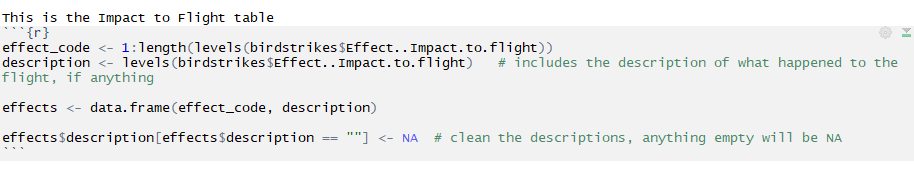 This is the Impact to Flight table
```{r}
effect_code <- 1:length(levels(birdstrikes$Effect..Impact.to.flight))
description <- levels(birdstrikes$Effect..Impact.to.flight)   # includes the description of what happened to the
flight, if anything
effects <- data.frame(effect_code, description)
effects$description[effects$description == ""] <- NA  # clean the descriptions, anything empty will be NA
```